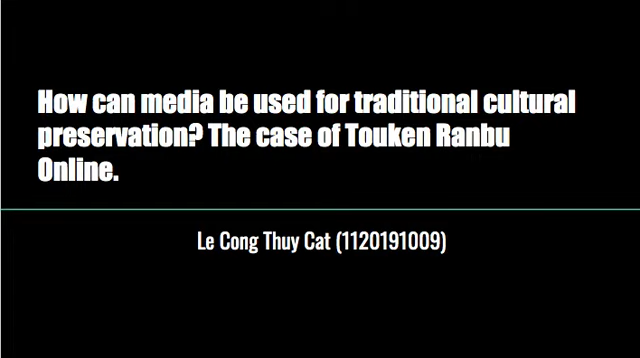 How can media be used for traditional cultural
preservation? The case of Touken Ranbu
Online.
Le Cong Thuy Cat (1120191009)